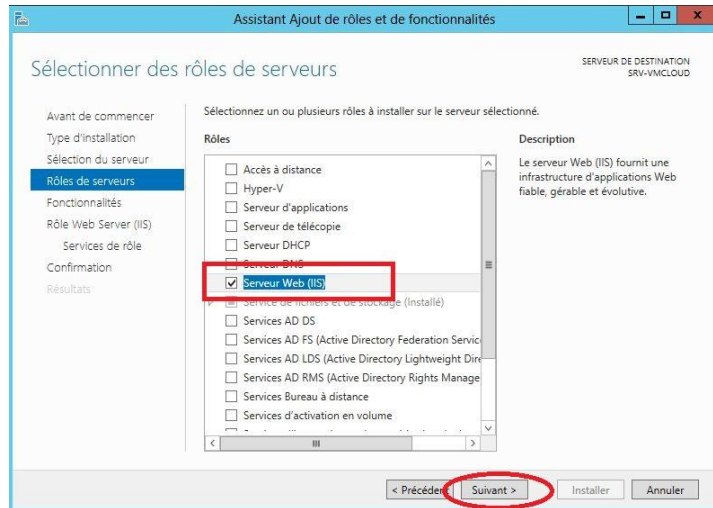 Assistant Ajout de rôles et de fonctionnalités
Sélectionner des rôles de serveurs
SERVEUR DE DESTINATION
SRV-VMCLOUD
Avant de commencer
Type d'installation
Sélection du serveur
Rôles de serveurs
Fonctionnalités
Rôle Web Server (IIS)
Services de rôle
Confirmation
Résultats
Sélectionnez un ou plusieurs rôles à installer sur le serveur sélectionné.
Rôles
Accès à distance
Hyper-V
Serveur d'applications
Serveur de télécopie
Serveur DHCP
Serveur DNS
Serveur Web (IIS)
Service de fichiers et de stockage (Installé)
Services AD DS
Services AD FS (Active Directory Federation Servic
Services AD LDS (Active Directory Lightweight Dire
Services AD RMS (Active Directory Rights Manage
Services Bureau à distance
Services d'activation en volume
Description
Le serveur Web (IIS) fournit une
infrastructure d'applications Web
fiable, gérable et évolutive.
< Précédent
Suivant >
Installer
Annuler